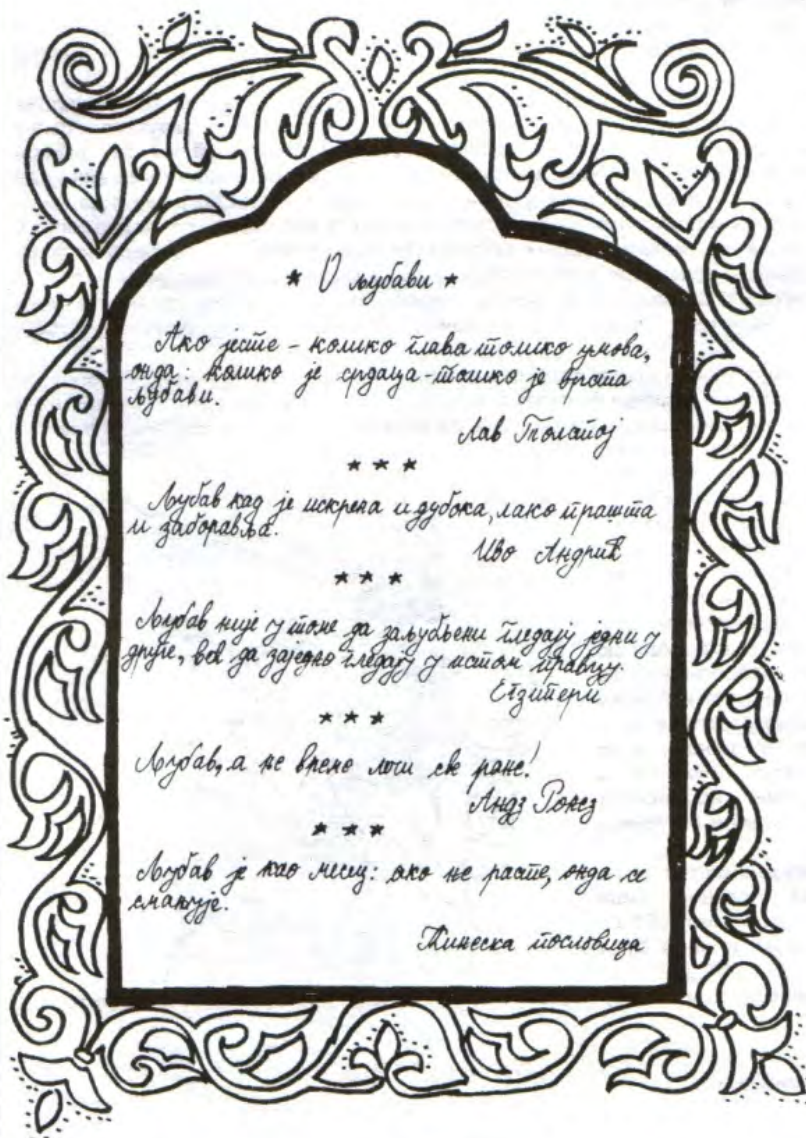 * О љубави *
Ако јесте - колико глава толико умова,
онда: колико је срдаца - толико је врста
љубави.
Лав Толстој
* * *
Љубав кад је искрена и дубока, лако прашта
и заборавља.
Иво Андрић
* * *
Љубав није у томе да заљубљени гледају једни у
друге, већ да заједно гледају у истом правцу.
Егзипери
* * *
Љубав, а не време лечи све ране!
Кинеска пословица
* * *
Љубав је као месец: ако не расте, онда се
смањује.
Кинеска пословица